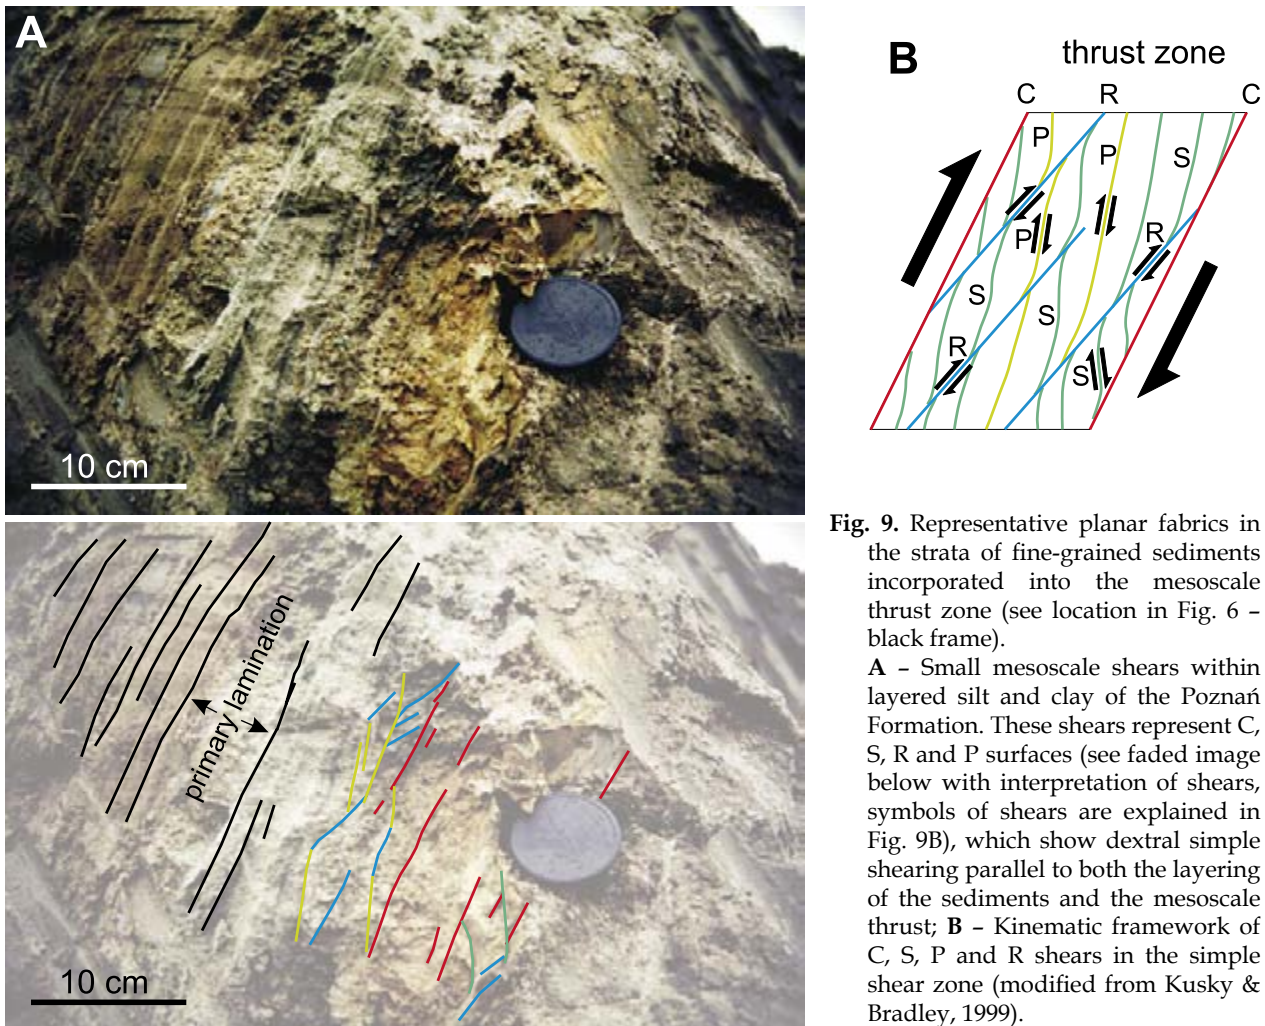 A
10 cm
primary lamination
10 cm
B
thrust zone
C R C
P
P
S
R
P
S
S
R
S
Fig. 9. Representative planar fabrics in
the strata of fine-grained sediments
incorporated into the mesoscale
thrust zone (see location in Fig. 6 –
black frame).
A – Small mesoscale shears within
layered silt and clay of the Poznań
Formation. These shears represent C,
S, R and P surfaces (see faded image
below with interpretation of shears,
symbols of shears are explained in
Fig. 9B), which show dextral simple
shearing parallel to both the layering
of the sediments and the mesoscale
thrust; B – Kinematic framework of
C, S, P and R shears in the simple
shear zone (modified from Kusky &
Bradley, 1999).